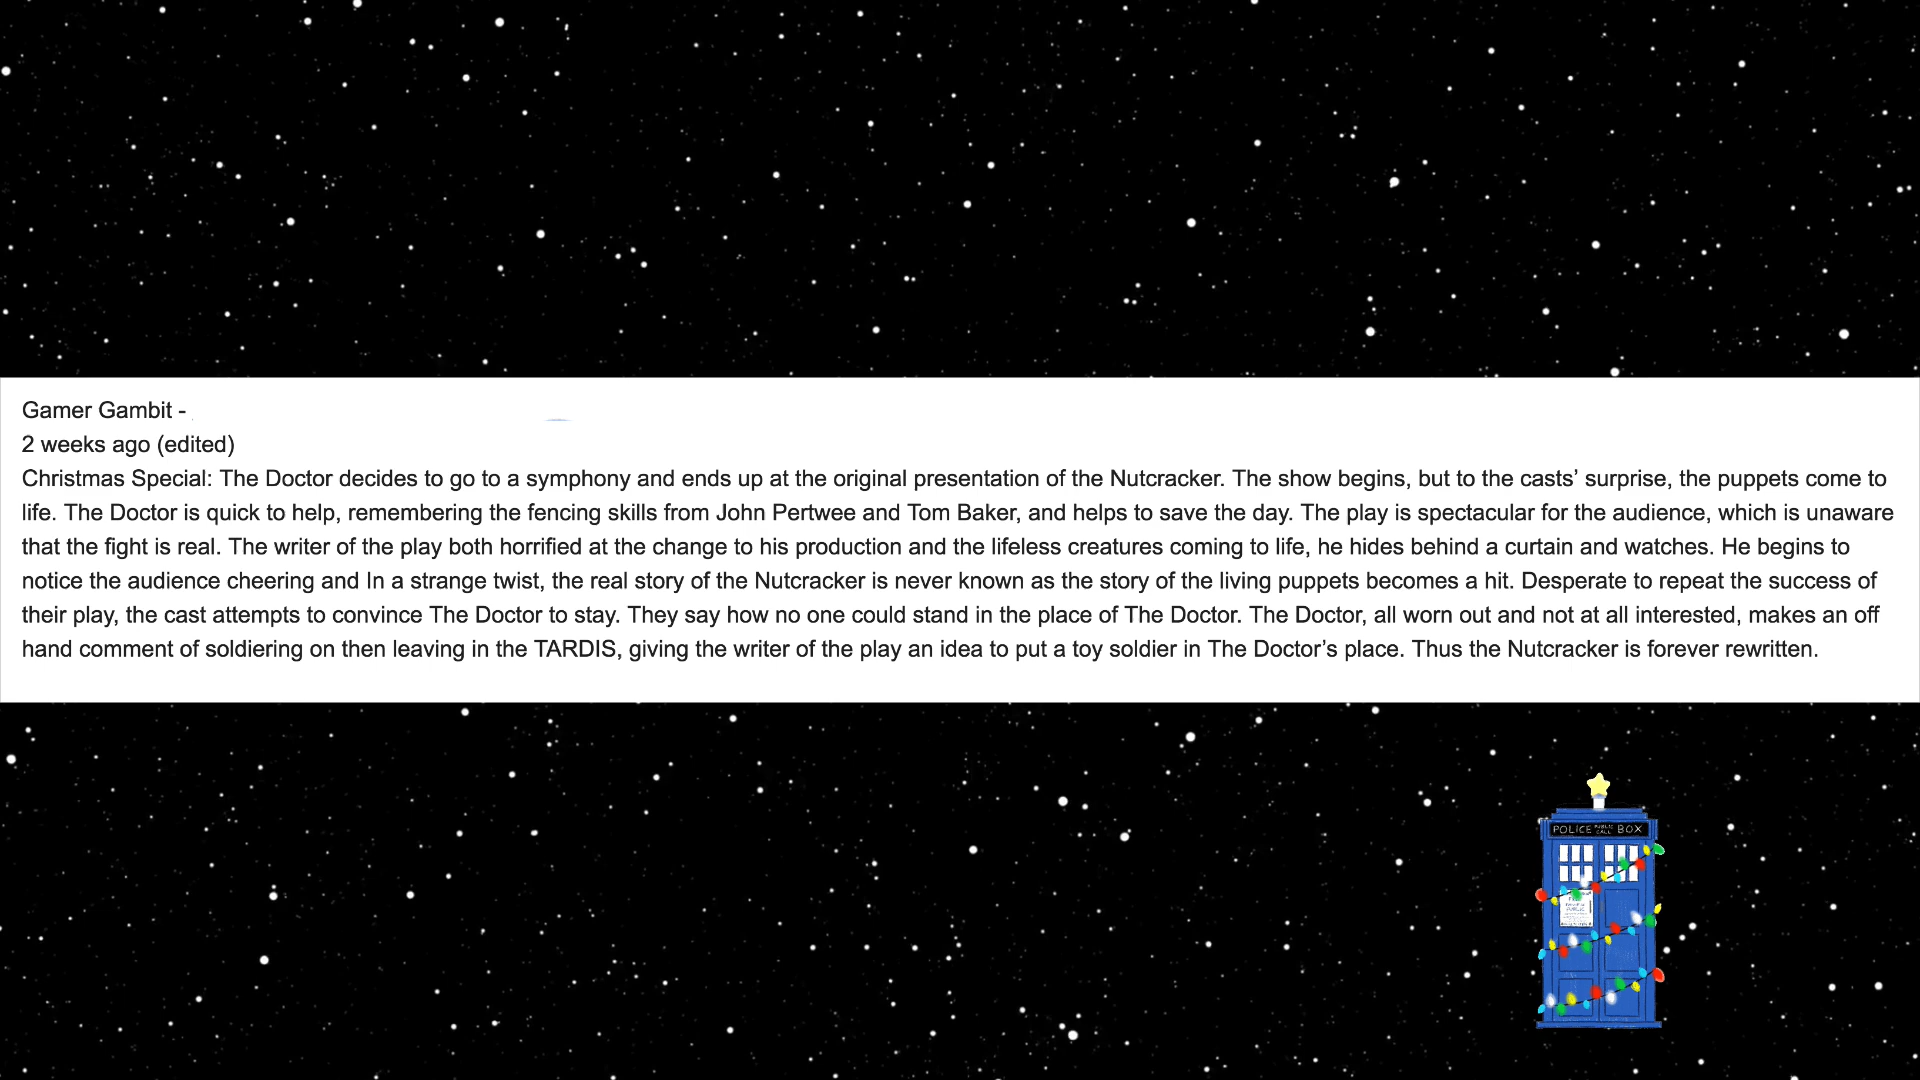 Gamer Gambit -
2 weeks ago (edited)
Christmas Special: The Doctor decides to go to a symphony and ends up at the original presentation of the Nutcracker. The show begins, but to the casts’ surprise, the puppets come to
life. The Doctor is quick to help, remembering the fencing skills from John Pertwee and Tom Baker, and helps to save the day. The play is spectacular for the audience, which is unaware
that the fight is real. The writer of the play both horrified at the change to his production and the lifeless creatures coming to life, he hides behind a curtain and watches. He begins to
notice the audience cheering and In a strange twist, the real story of the Nutcracker is never known as the story of the living puppets becomes a hit. Desperate to repeat the success of
their play, the cast attempts to convince The Doctor to stay. They say how no one could stand in the place of The Doctor. The Doctor, all worn out and not at all interested, makes an off
hand comment of soldiering on then leaving in the TARDIS, giving the writer of the play an idea to put a toy soldier in The Doctor’s place. Thus the Nutcracker is forever rewritten.
POLICE PUBLIC CALL BOX